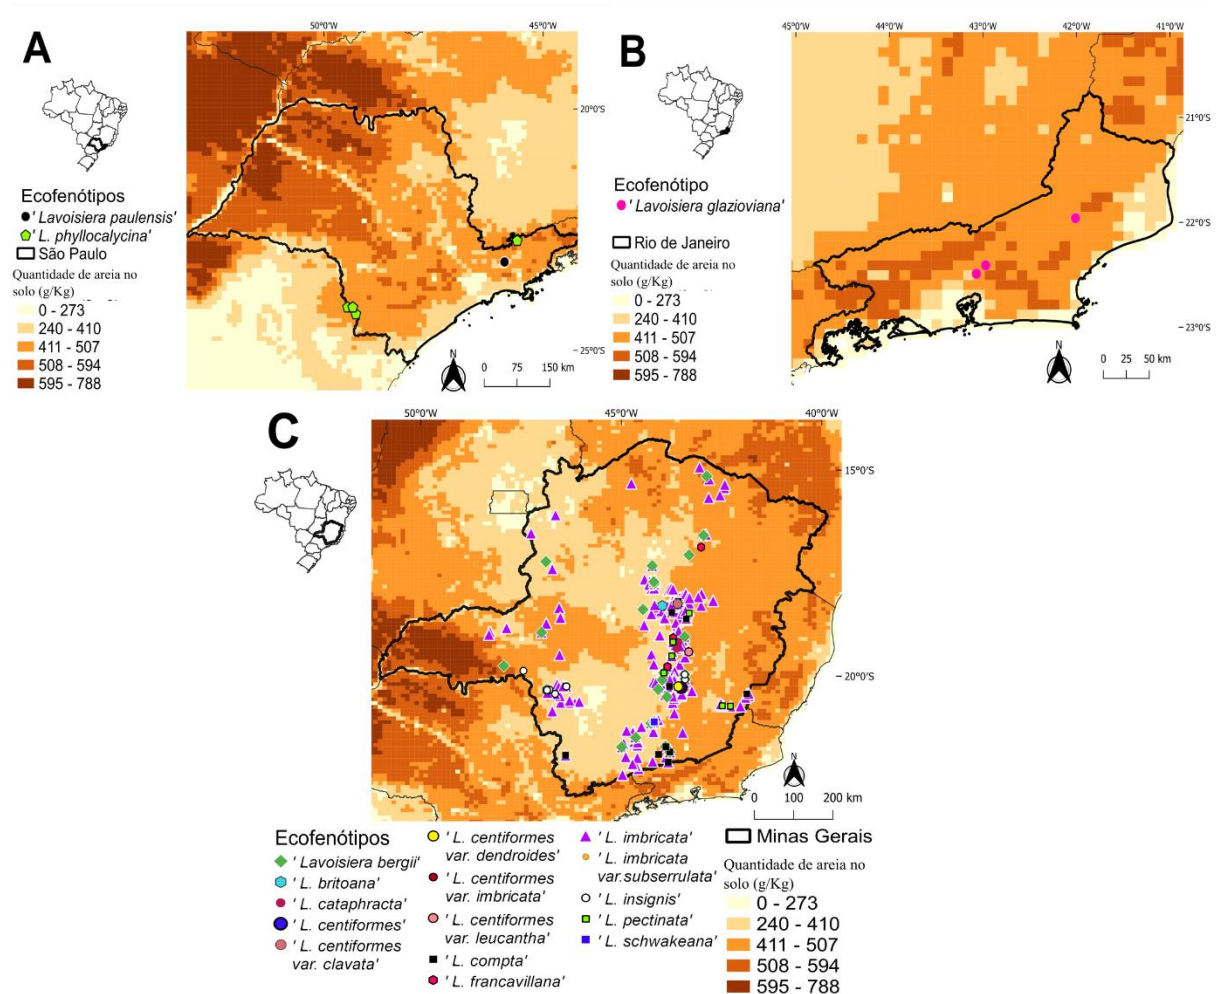 A
50°0'W
45°0'W
20°0'S
25°0'S
Ecofenótipos
' Lavoisiera paulensis'
' L. phyllocalycina'
São Paulo
Quantidade de areia no
solo (g/Kg)
0 - 273
240 - 410
411 - 507
508 - 594
595 - 788
N
0 75 150 km
B
45°0'W
44°0'W
43°0'W
42°0'W
41°0'W
21°0'S
22°0'S
23°0'S
Ecofenótipo
' Lavoisiera glazioviana'
Rio de Janeiro
Quantidade de areia no
solo (g/Kg)
0 - 273
240 - 410
411 - 507
508 - 594
595 - 788
N
0 25 50 km
C
50°0'W
45°0'W
40°0'W
15°0'S
20°0'S
N
0 100 200 km
Ecofenótipos
' Lavoisiera bergii'
' L. britoana'
' L. cataphracta'
' L. centiformes'
' L. centiformes
var. clavata'
' L. centiformes
var. dendroides'
' L. centiformes
var. imbricata'
' L. centiformes
var. leucantha'
' L. compta'
' L. francavillana'
' L. imbricata'
' L. imbricata
var.subserrulata'
' L. insignis'
' L. pectinata'
' L. schwakeana'
Minas Gerais
Quantidade de areia no
solo (g/Kg)
0 - 273
240 - 410
411 - 507
508 - 594
595 - 788